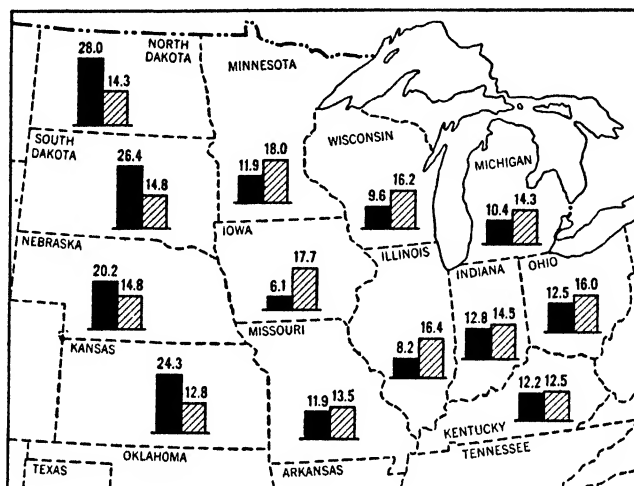 NORTH
DAKOTA
28.0
14.3
MINNESOTA
SOUTH
DAKOTA
26.4
14.8
11.9
18.0
WISCONSIN
9.6
16.2
MICHIGAN
10.4
14.3
NEBRASKA
20.2
14.8
IOWA
6.1
17.7
ILLINOIS
8.2
16.4
INDIANA
12.8
14.5
OHIO
12.5
16.0
KANSAS
24.3
12.8
MISSOURI
11.9
13.5
12.2
12.5
KENTUCKY
TENNESSEE
OKLAHOMA
TEXAS
ARKANSAS